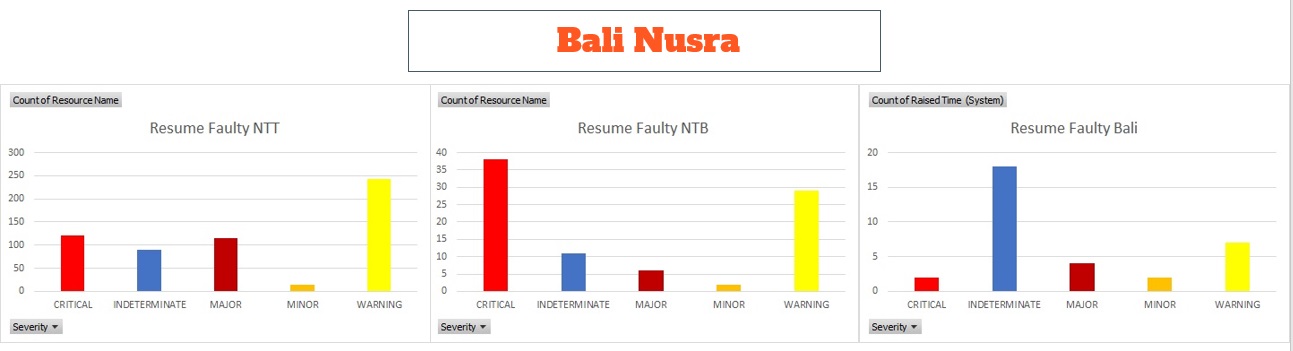 Bali Nusra
Count of Resource Name
Resume Faulty NTT
300
250
200
150
100
50
0
CRITICAL INDETERMINATE MAJOR MINOR WARNING
Severity
Count of Resource Name
Resume Faulty NTB
40
35
30
25
20
15
10
5
0
CRITICAL INDETERMINATE MAJOR MINOR WARNING
Severity
Count of Raised Time (System)
Resume Faulty Bali
20
15
10
5
0
CRITICAL INDETERMINATE MAJOR MINOR WARNING
Severity